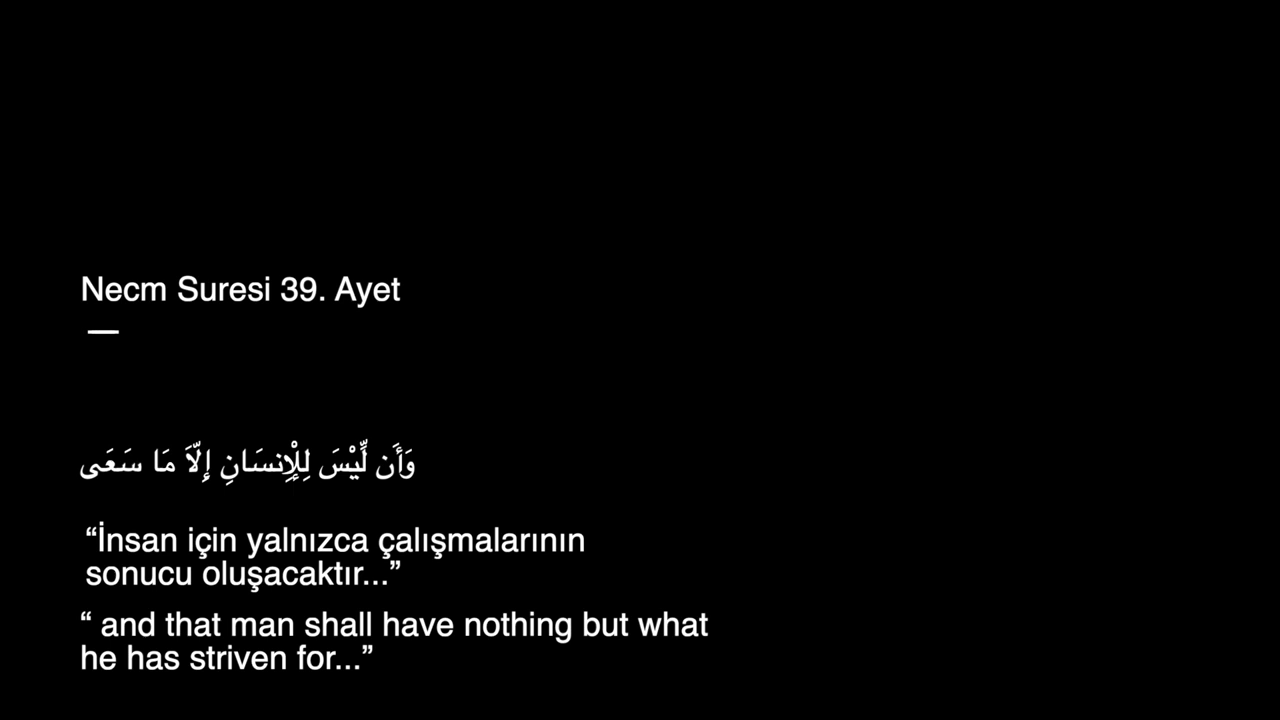 Necm Suresi 39. Ayet
—
وَأَن لَّيْسَ لِلْإِنسَانِ إِلَّا مَا سَعَى
“İnsan için yalnızca çalışmalarının
sonucu oluşacaktır...”
“ and that man shall have nothing but what
he has striven for...”